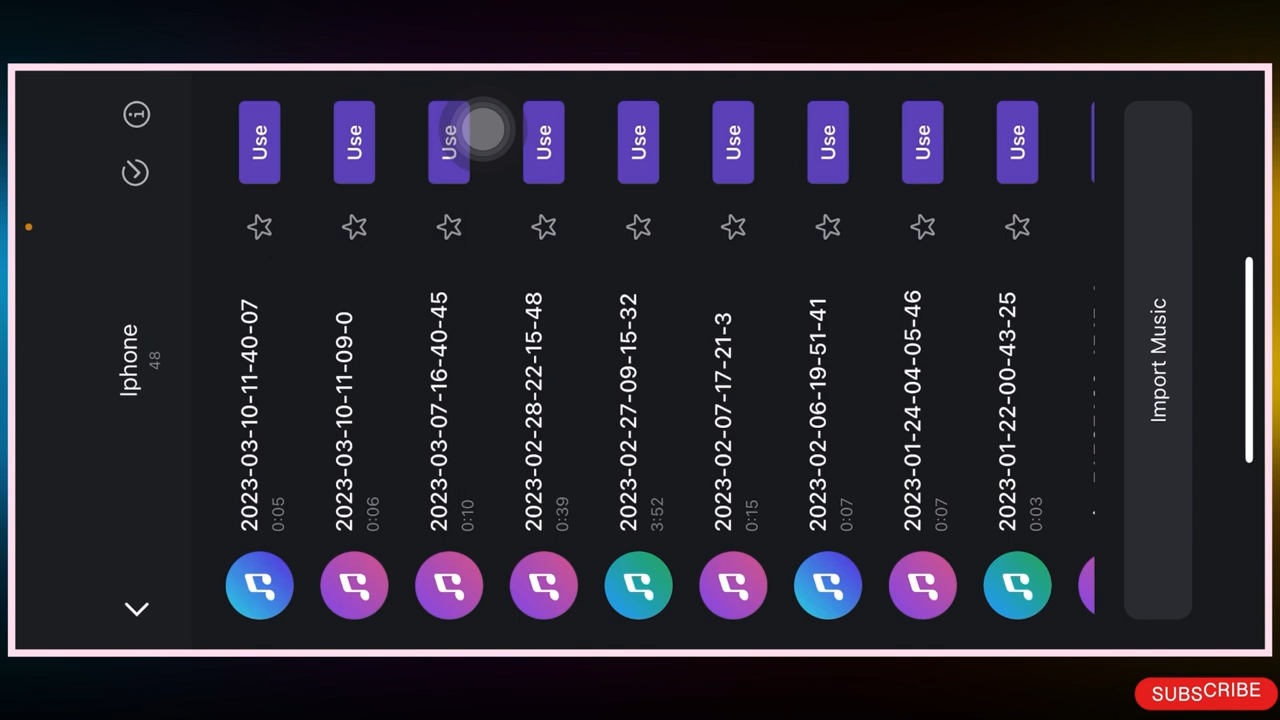 Iphone
48
2023-03-10-11-40-07
0:05
Use
2023-03-10-11-09-0
0:06
Use
2023-03-07-16-40-45
0:10
Use
2023-02-28-22-15-48
0:39
Use
2023-02-27-09-15-32
3:52
Use
2023-02-07-17-21-3
0:15
Use
2023-02-06-19-51-41
0:07
Use
2023-01-24-04-05-46
0:07
Use
2023-01-22-00-43-25
0:03
Use
Import Music
SUBSCRIBE